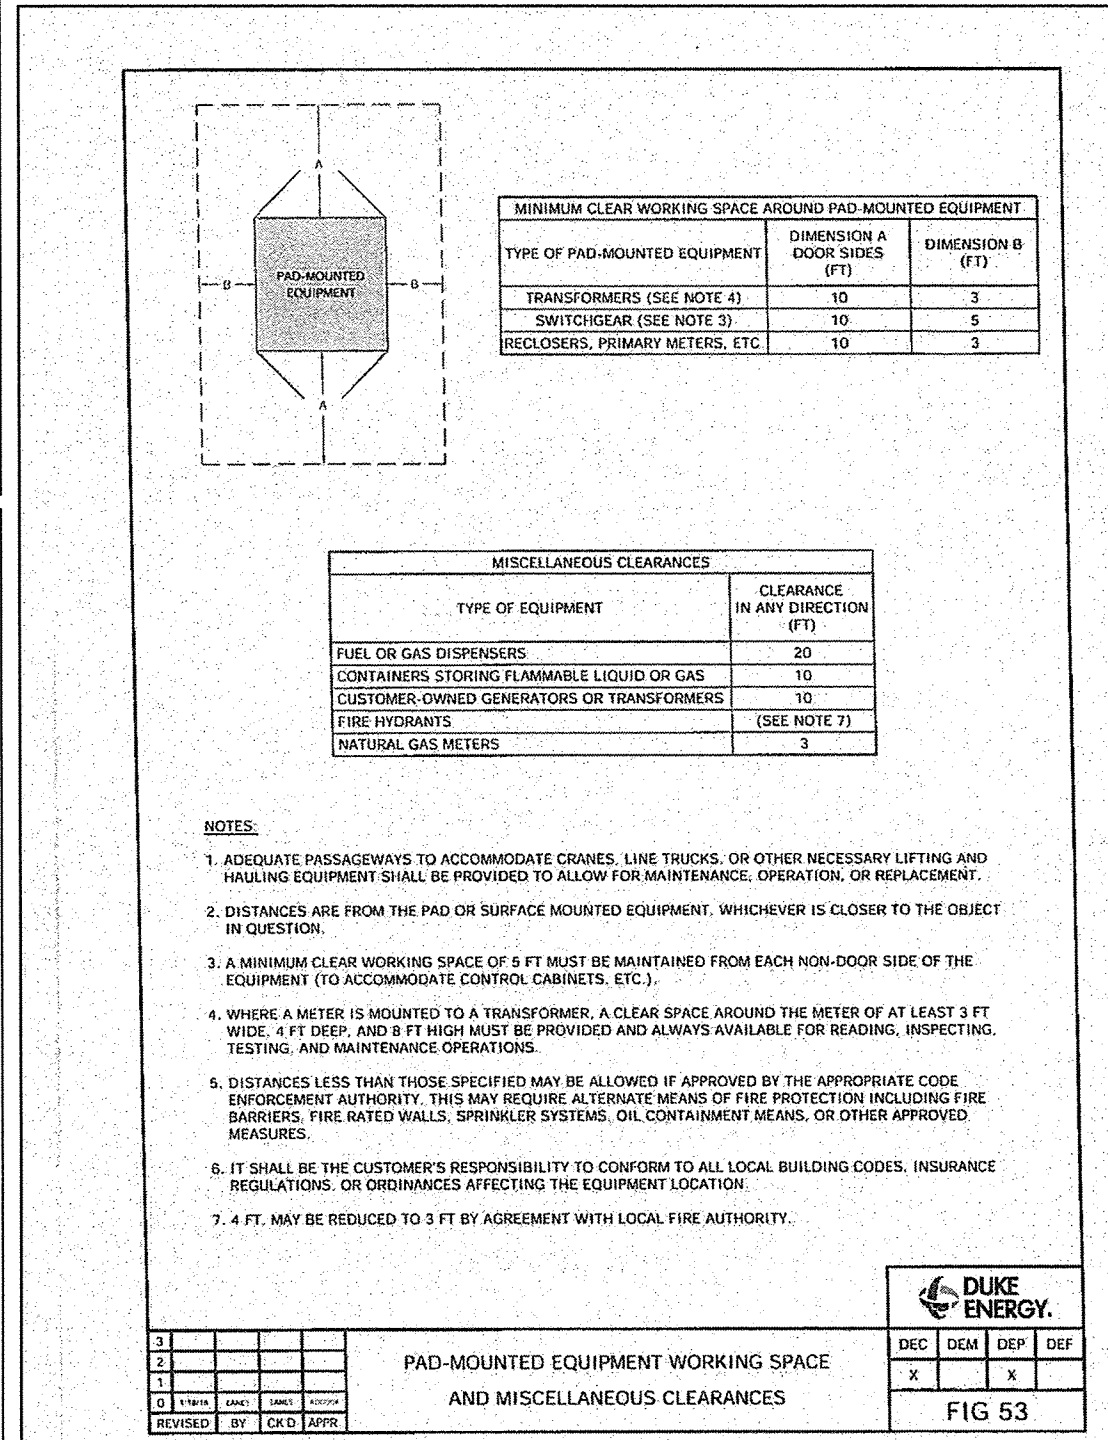 A
PAD-MOUNTED
EQUIPMENT
B
B
A
MINIMUM CLEAR WORKING SPACE AROUND PAD-MOUNTED EQUIPMENT
TYPE OF PAD-MOUNTED EQUIPMENT DIMENSION A DOOR SIDES (FT) DIMENSION B (FT)
TRANSFORMERS (SEE NOTE 4) 10 3
SWITCHGEAR (SEE NOTE 3) 10 5
RECLOSERS, PRIMARY METERS, ETC 10 3
MISCELLANEOUS CLEARANCES
TYPE OF EQUIPMENT CLEARANCE IN ANY DIRECTION (FT)
FUEL OR GAS DISPENSERS 20
CONTAINERS STORING FLAMMABLE LIQUID OR GAS 10
CUSTOMER-OWNED GENERATORS OR TRANSFORMERS 10
FIRE HYDRANTS (SEE NOTE 7)
NATURAL GAS METERS 3
NOTES:
1. ADEQUATE PASSAGEWAYS TO ACCOMMODATE CRANES, LINE TRUCKS, OR OTHER NECESSARY LIFTING AND
HAULING EQUIPMENT SHALL BE PROVIDED TO ALLOW FOR MAINTENANCE, OPERATION, OR REPLACEMENT.
2. DISTANCES ARE FROM THE PAD OR SURFACE MOUNTED EQUIPMENT, WHICHEVER IS CLOSER TO THE OBJECT
IN QUESTION.
3. A MINIMUM CLEAR WORKING SPACE OF 5 FT MUST BE MAINTAINED FROM EACH NON-DOOR SIDE OF THE
EQUIPMENT (TO ACCOMMODATE CONTROL CABINETS, ETC.).
4. WHERE A METER IS MOUNTED TO A TRANSFORMER, A CLEAR SPACE AROUND THE METER OF AT LEAST 3 FT
WIDE, 4 FT DEEP, AND 8 FT HIGH MUST BE PROVIDED AND ALWAYS AVAILABLE FOR READING, INSPECTING,
TESTING, AND MAINTENANCE OPERATIONS.
5. DISTANCES LESS THAN THOSE SPECIFIED MAY BE ALLOWED IF APPROVED BY THE APPROPRIATE CODE
ENFORCEMENT AUTHORITY. THIS MAY REQUIRE ALTERNATE MEANS OF FIRE PROTECTION INCLUDING FIRE
BARRIERS, FIRE RATED WALLS, SPRINKLER SYSTEMS, OIL CONTAINMENT MEANS, OR OTHER APPROVED
MEASURES.
6. IT SHALL BE THE CUSTOMER'S RESPONSIBILITY TO CONFORM TO ALL LOCAL BUILDING CODES, INSURANCE
REGULATIONS, OR ORDINANCES AFFECTING THE EQUIPMENT LOCATION.
7. 4 FT. MAY BE REDUCED TO 3 FT BY AGREEMENT WITH LOCAL FIRE AUTHORITY.
DUKE
ENERGY.
3
2
1
0
REVISED BY CK'D APPR
PAD-MOUNTED EQUIPMENT WORKING SPACE
AND MISCELLANEOUS CLEARANCES
DEC DEM DEP DEF
X X
FIG 53